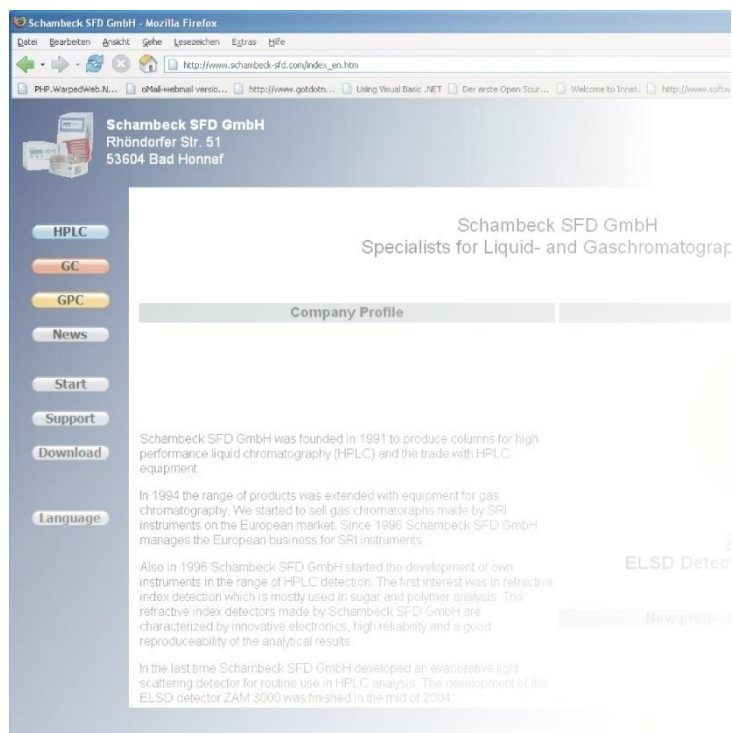 Schambeck SFD GmbH - Mozilla Firefox
Datei Bearbeiten Ansicht Gehe Lesezeichen Extras Hilfe
http://www.schambeck-sfd.com/index_en.htm
PHP.WarpedWeb.N... oMail-webmail versio... http://www.gotdotn... Using Visual Basic .NET Der erste Open Sour... Welcome to Innet. http://www.softw
Schambeck SFD GmbH
Rhöndorfer Str. 51
53604 Bad Honnef
Schambeck SFD GmbH
Specialists for Liquid- and Gaschromatograp
HPLC
GC
GPC
News
Start
Support
Download
Language
Company Profile
Schambeck SFD GmbH was founded in 1991 to produce columns for high
performance liquid chromatography (HPLC) and the trade with HPLC
equipment.
In 1994 the range of products was extended with equipment for gas
chromatography. We started to sell gas chromatoraphs made by SRI
instruments on the European market. Since 1996 Schambeck SFD GmbH
manages the European business for SRI instruments.
Also in 1996 Schambeck SFD GmbH started the development of own
instruments in the range of HPLC detection. The first interest was in refractive
index detection which is mostly used in sugar and polymer analysis. The
refractive index detectors made by Schambeck SFD GmbH are
characterized by innovative electronics, high reliability and a good
reproduceability of the analytical results.
In the last time Schambeck SFD GmbH developed an evaporative light
scattering detector for routine use in HPLC analysis. The development of the
ELSD detector ZAM 3000 was finished in the mid of 2004.
ELSD Detec
New produc